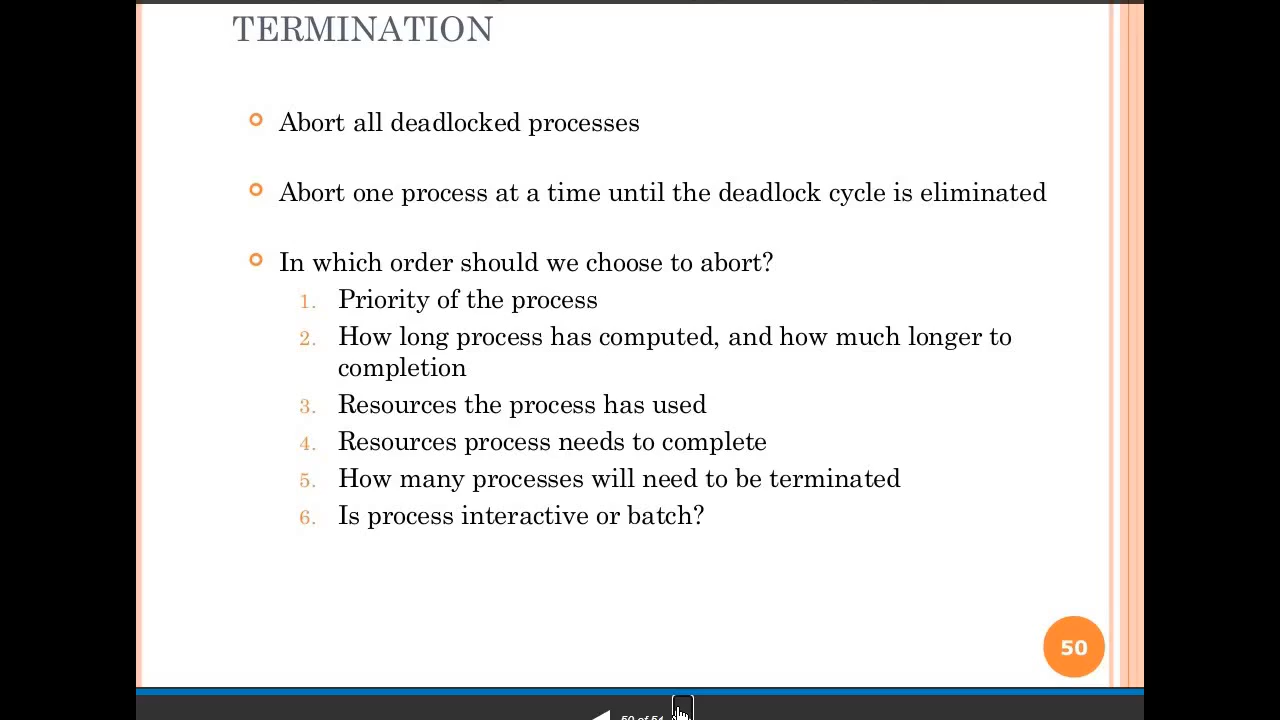 TERMINATION
Abort all deadlocked processes
Abort one process at a time until the deadlock cycle is eliminated
In which order should we choose to abort?
1. Priority of the process
2. How long process has computed, and how much longer to
completion
3. Resources the process has used
4. Resources process needs to complete
5. How many processes will need to be terminated
6. Is process interactive or batch?
50
50 of 54